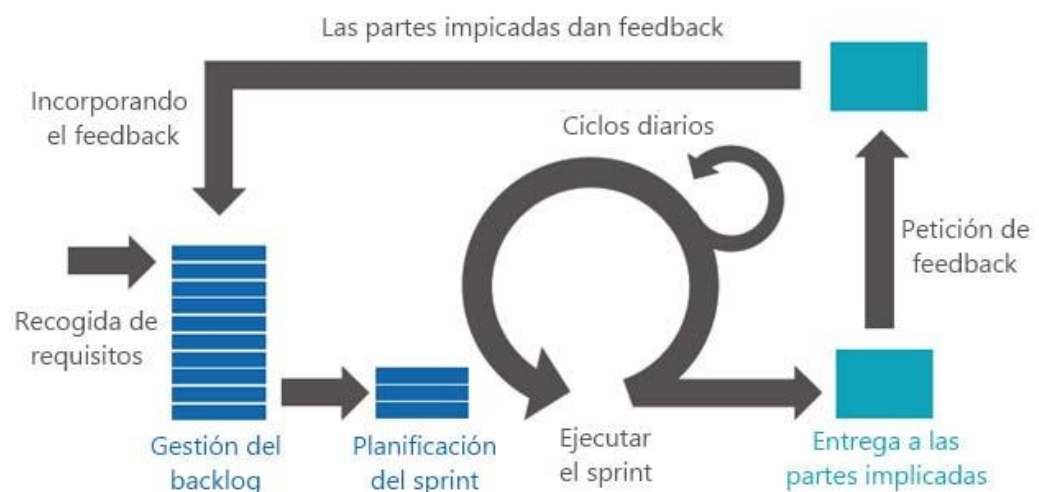 Las partes impicadas dan feedback
Incorporando
el feedback
Ciclos diarios
Petición de
feedback
Recogida de
requisitos
Gestión del
backlog
Planificación
del sprint
Ejecutar
el sprint
Entrega a las
partes implicadas